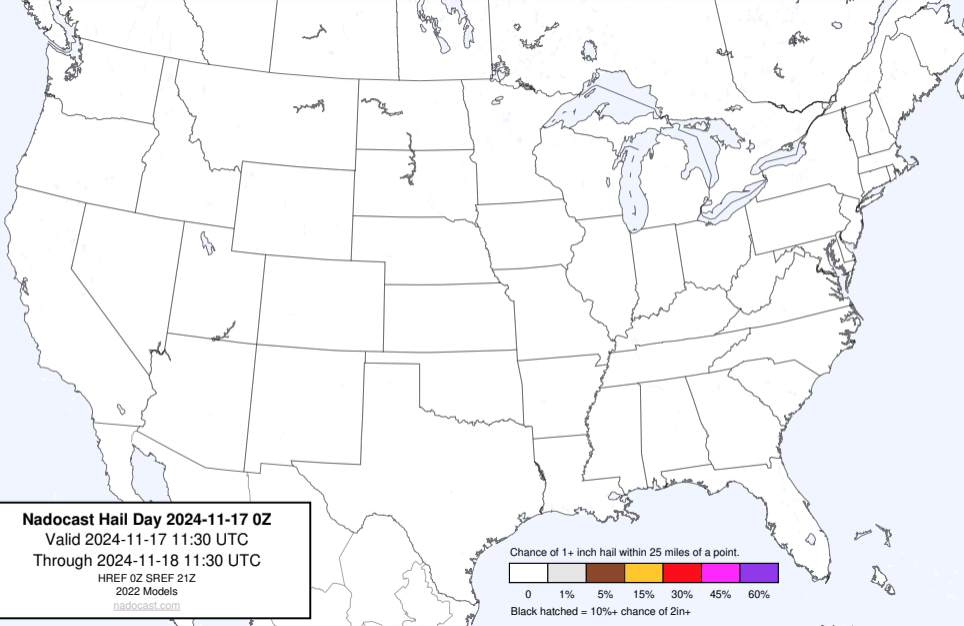 Nadocast Hail Day 2024-11-17 0Z
Valid 2024-11-17 11:30 UTC
Through 2024-11-18 11:30 UTC
HREF 0Z SREF 21Z
2022 Models
nadocast.com
Chance of 1+ inch hail within 25 miles of a point.
0 1% 5% 15% 30% 45% 60%
Black hatched = 10%+ chance of 2in+